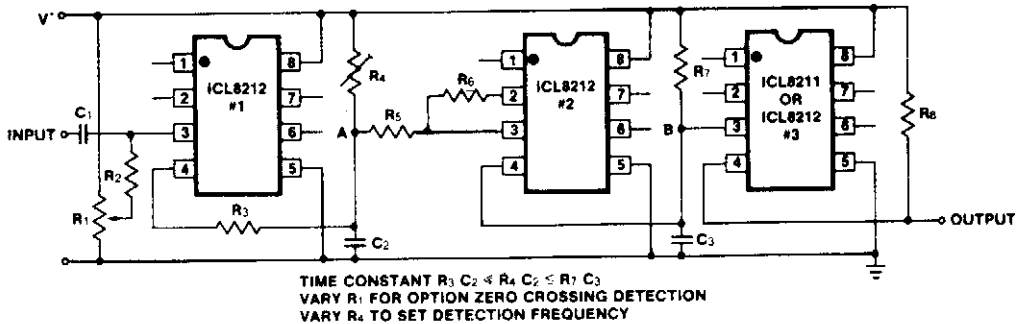 V+
1
2
3
4
8
7
6
5
ICL8212
#1
C1
INPUT
R2
R1
R3
R4
A
R5
R6
C2
1
2
3
4
8
7
6
5
ICL8212
#2
R7
B
C3
1
2
3
4
8
7
6
5
ICL8211
OR
ICL8212
#3
R8
OUTPUT
TIME CONSTANT R3 C2 < R4 C2 ≤ R7 C3
VARY R1 FOR OPTION ZERO CROSSING DETECTION
VARY R4 TO SET DETECTION FREQUENCY